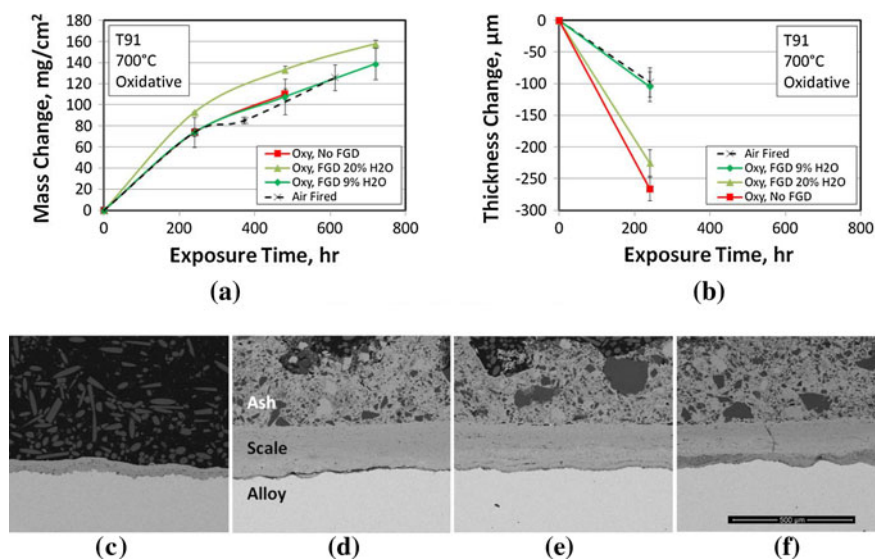 (a)
Mass Change, mg/cm²
180
160
140
120
100
80
60
40
20
0
T91
700°C
Oxidative
Oxy, No FGD
Oxy, FGD 20% H2O
Oxy, FGD 9% H2O
Air Fired
0 200 400 600 800
Exposure Time, hr
(b)
Thickness Change, µm
0
-50
-100
-150
-200
-250
-300
T91
700°C
Oxidative
Air Fired
Oxy, FGD 9% H2O
Oxy, FGD 20% H2O
Oxy, No FGD
0 200 400 600 800
Exposure Time, hr
Ash
Scale
Alloy
500 µm
(c) (d) (e) (f)